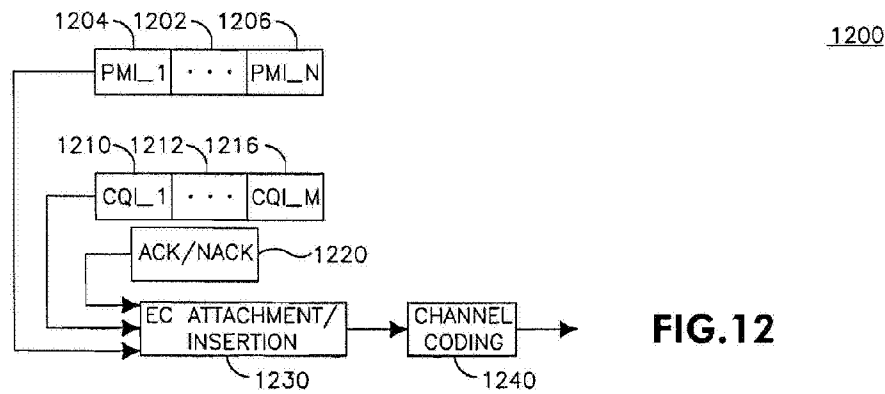 1204 1202 1206
1200
PMI_1 · · · PMI_N
1210 1212 1216
CQI_1 · · · CQI_M
ACK/NACK 1220
EC ATTACHMENT/
INSERTION
CHANNEL
CODING
FIG.12
1230
1240